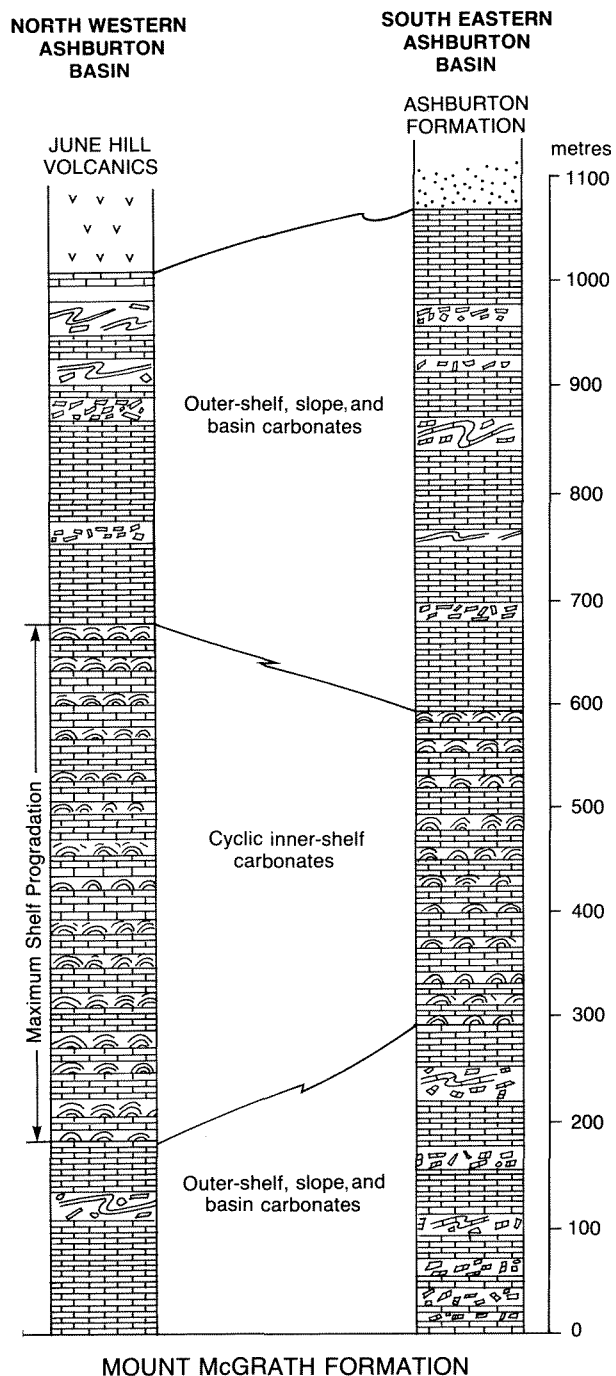 NORTH WESTERN
ASHBURTON
BASIN
SOUTH EASTERN
ASHBURTON
BASIN
JUNE HILL
VOLCANICS
ASHBURTON
FORMATION
metres
1100
1000
900
800
700
600
500
400
300
200
100
0
Outer-shelf, slope, and
basin carbonates
Maximum Shelf Progradation
Cyclic inner-shelf
carbonates
Outer-shelf, slope, and
basin carbonates
MOUNT McGRATH FORMATION